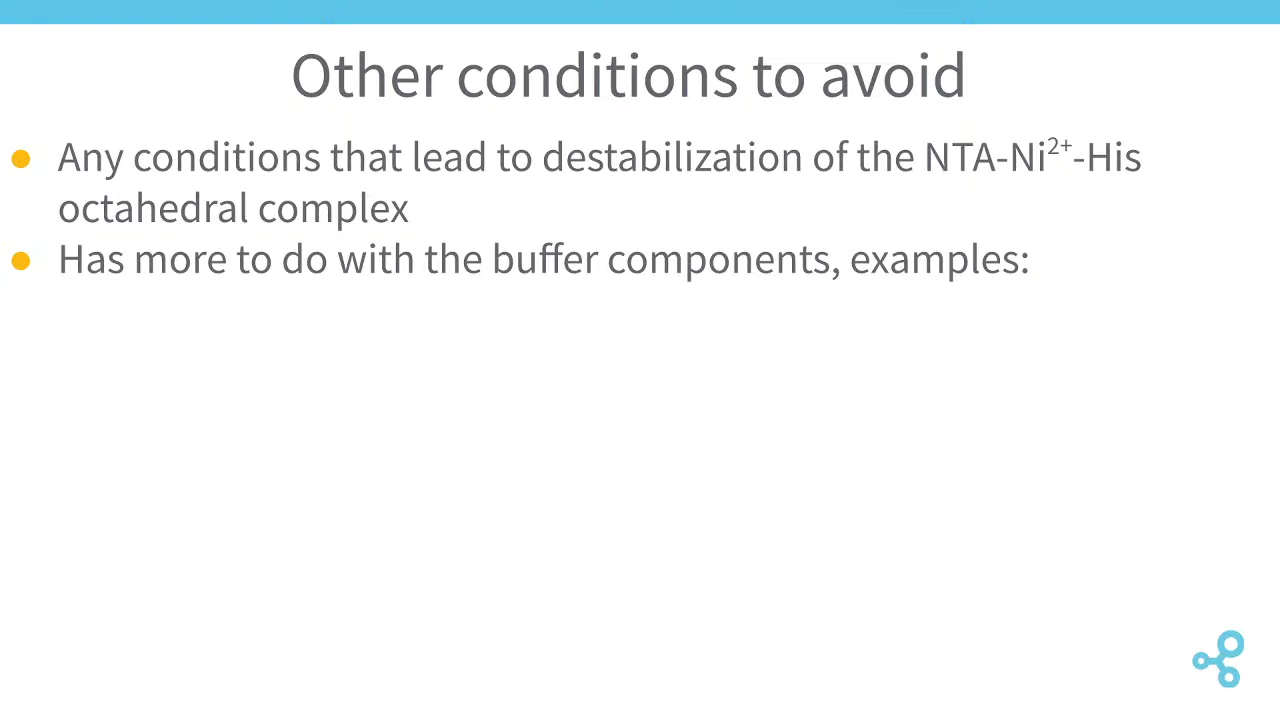 Other conditions to avoid
● Any conditions that lead to destabilization of the NTA-Ni²⁺-His
octahedral complex
● Has more to do with the buffer components, examples: